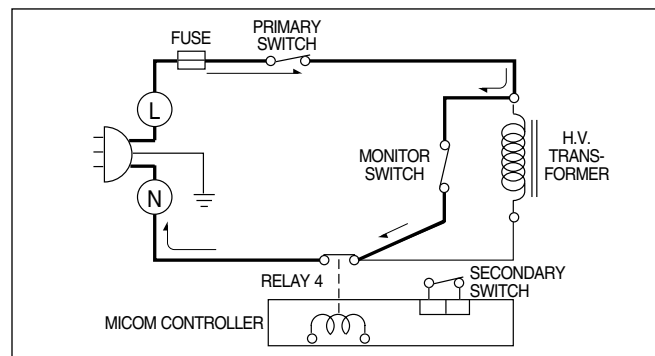 PRIMARY
SWITCH
FUSE
L
H.V.
TRANS-
FORMER
MONITOR
SWITCH
N
RELAY 4
SECONDARY
SWITCH
MICOM CONTROLLER